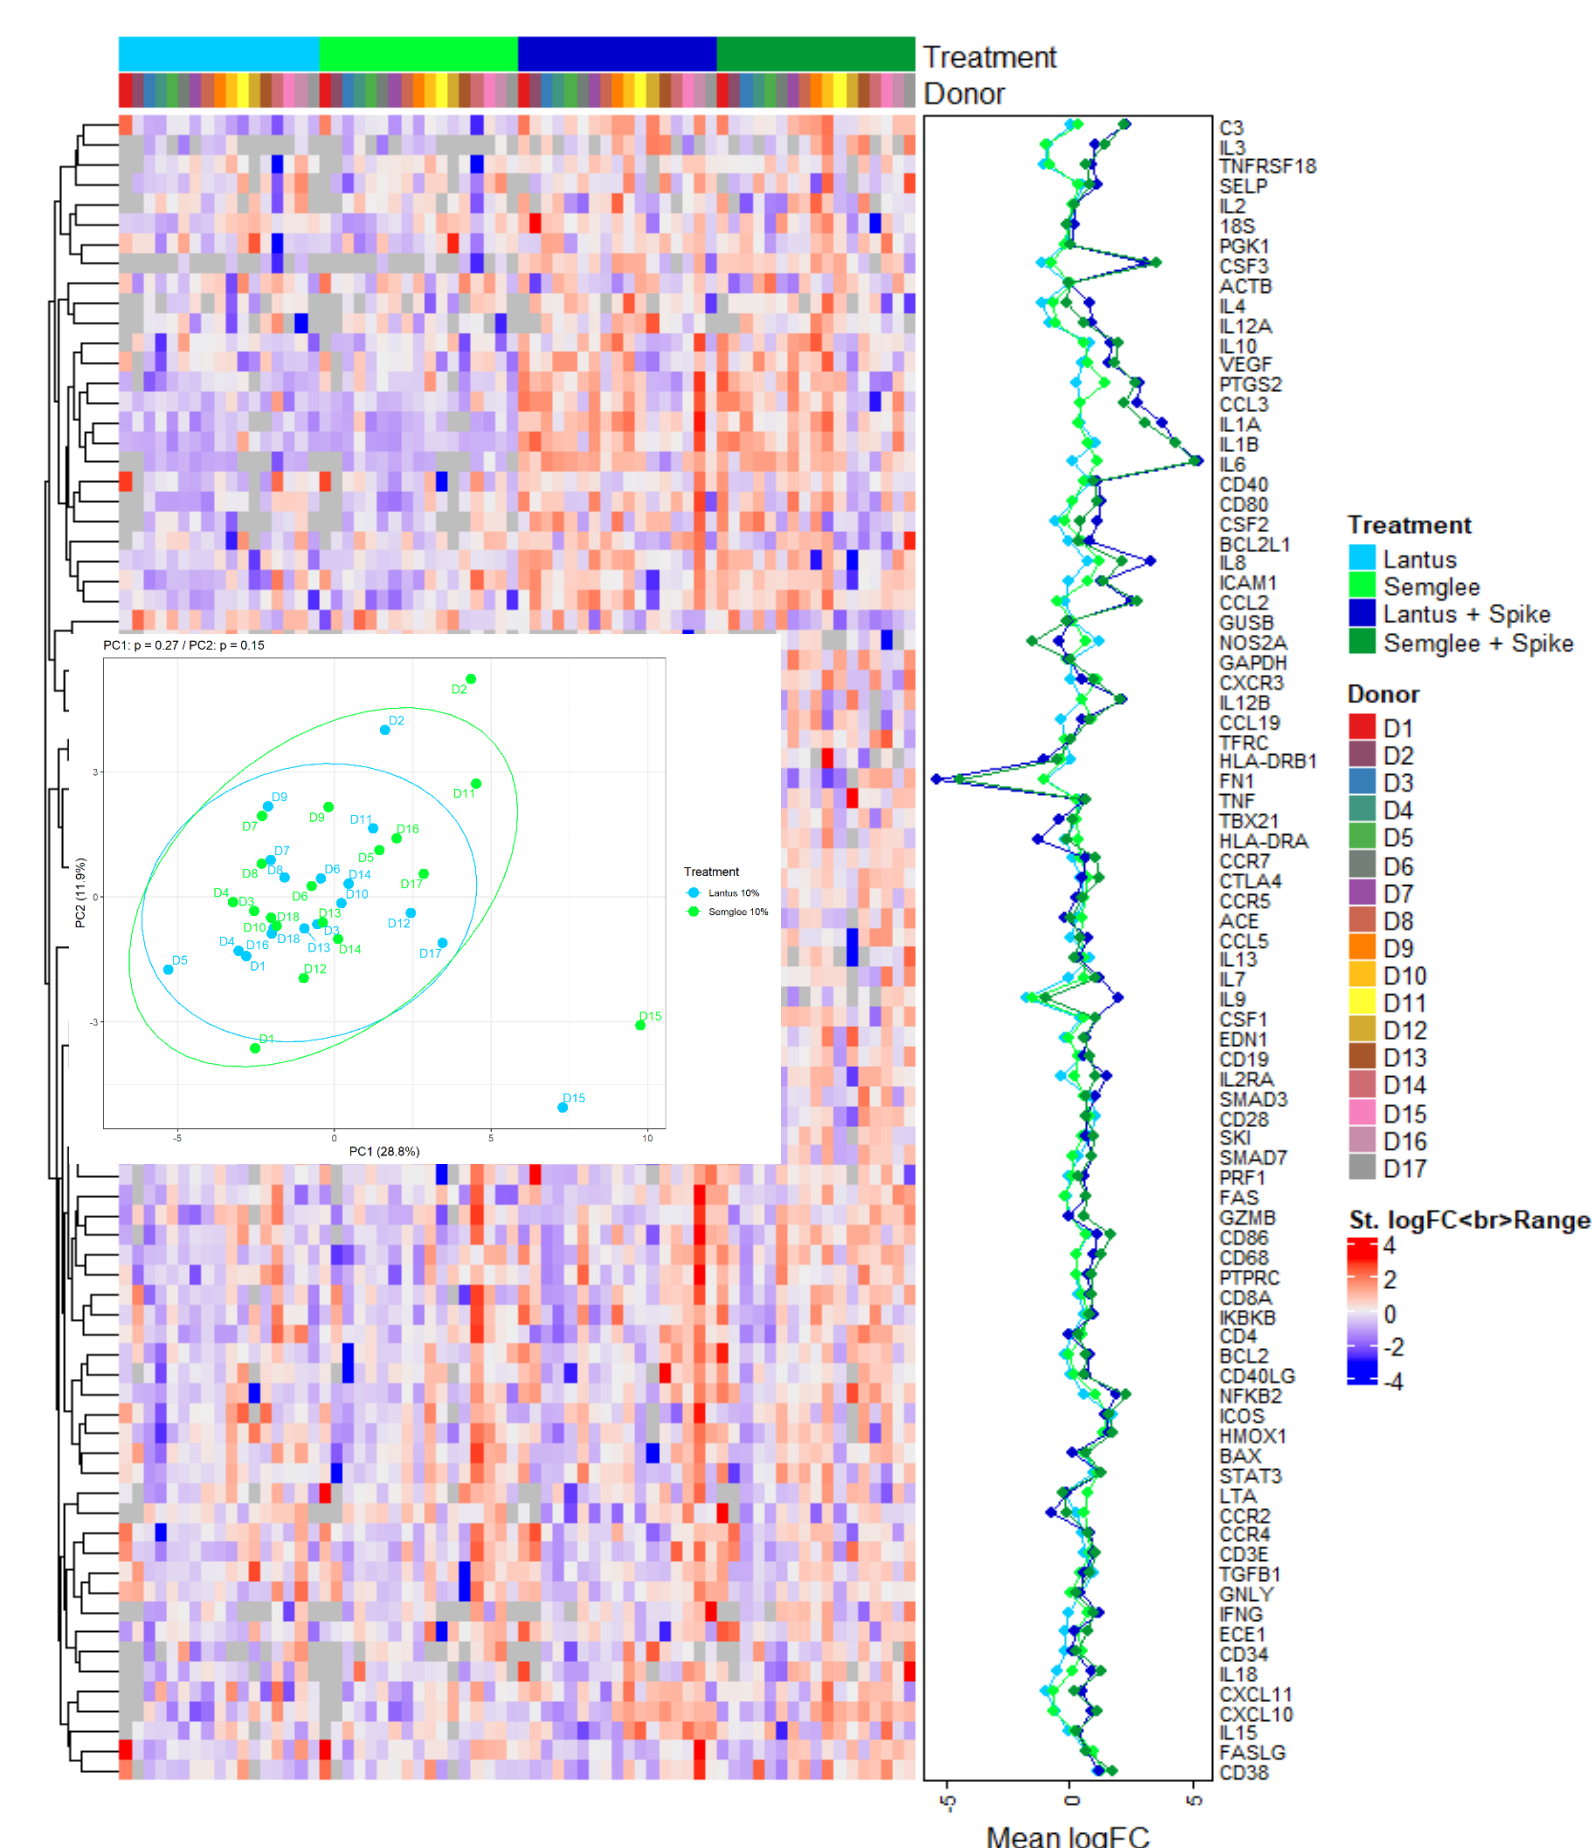 Treatment
Donor
C3
IL3
TNFRSF18
SELP
IL2
18S
PGK1
CSF3
ACTB
IL4
IL12A
IL10
VEGF
PTGS2
CCL3
IL1A
IL1B
IL6
CD40
CD80
CSF2
BCL2L1
IL8
ICAM1
CCL2
GUSB
NOS2A
GAPDH
CXCR3
IL12B
CCL19
TFRC
HLA-DRB1
FN1
TNF
TBX21
HLA-DRA
CCR7
CTLA4
CCR5
ACE
CCL5
IL13
IL7
IL9
CSF1
EDN1
CD19
IL2RA
SMAD3
CD28
SKI
SMAD7
PRF1
FAS
GZMB
CD86
CD68
PTPRC
CD8A
IKBKB
CD4
BCL2
CD40LG
NFKB2
ICOS
HMOX1
BAX
STAT3
LTA
CCR2
CCR4
CD3E
TGFB1
GNLY
IFNG
ECE1
CD34
IL18
CXCL11
CXCL10
IL15
FASLG
CD38
-5 0 5
Mean logFC
Treatment
Lantus
Semglee
Lantus + Spike
Semglee + Spike
Donor
D1
D2
D3
D4
D5
D6
D7
D8
D9
D10
D11
D12
D13
D14
D15
D16
D17
St. logFC<br>Range
4
2
0
-2
-4
PC1: p = 0.27 / PC2: p = 0.15
D2
D2
D11
D9
D7
D9
D11
D16
D5
D7
D8
D8
D6
D14
D17
D6
D10
D4
D3
D18
D13
D12
D10
D18
D3
D4
D16
D13
D14
D17
D5
D1
D12
D1
D15
D15
3
0
-3
PC2 (11.9%)
-5 0 5 10
PC1 (28.8%)
Treatment
Lantus 10%
Semglee 10%